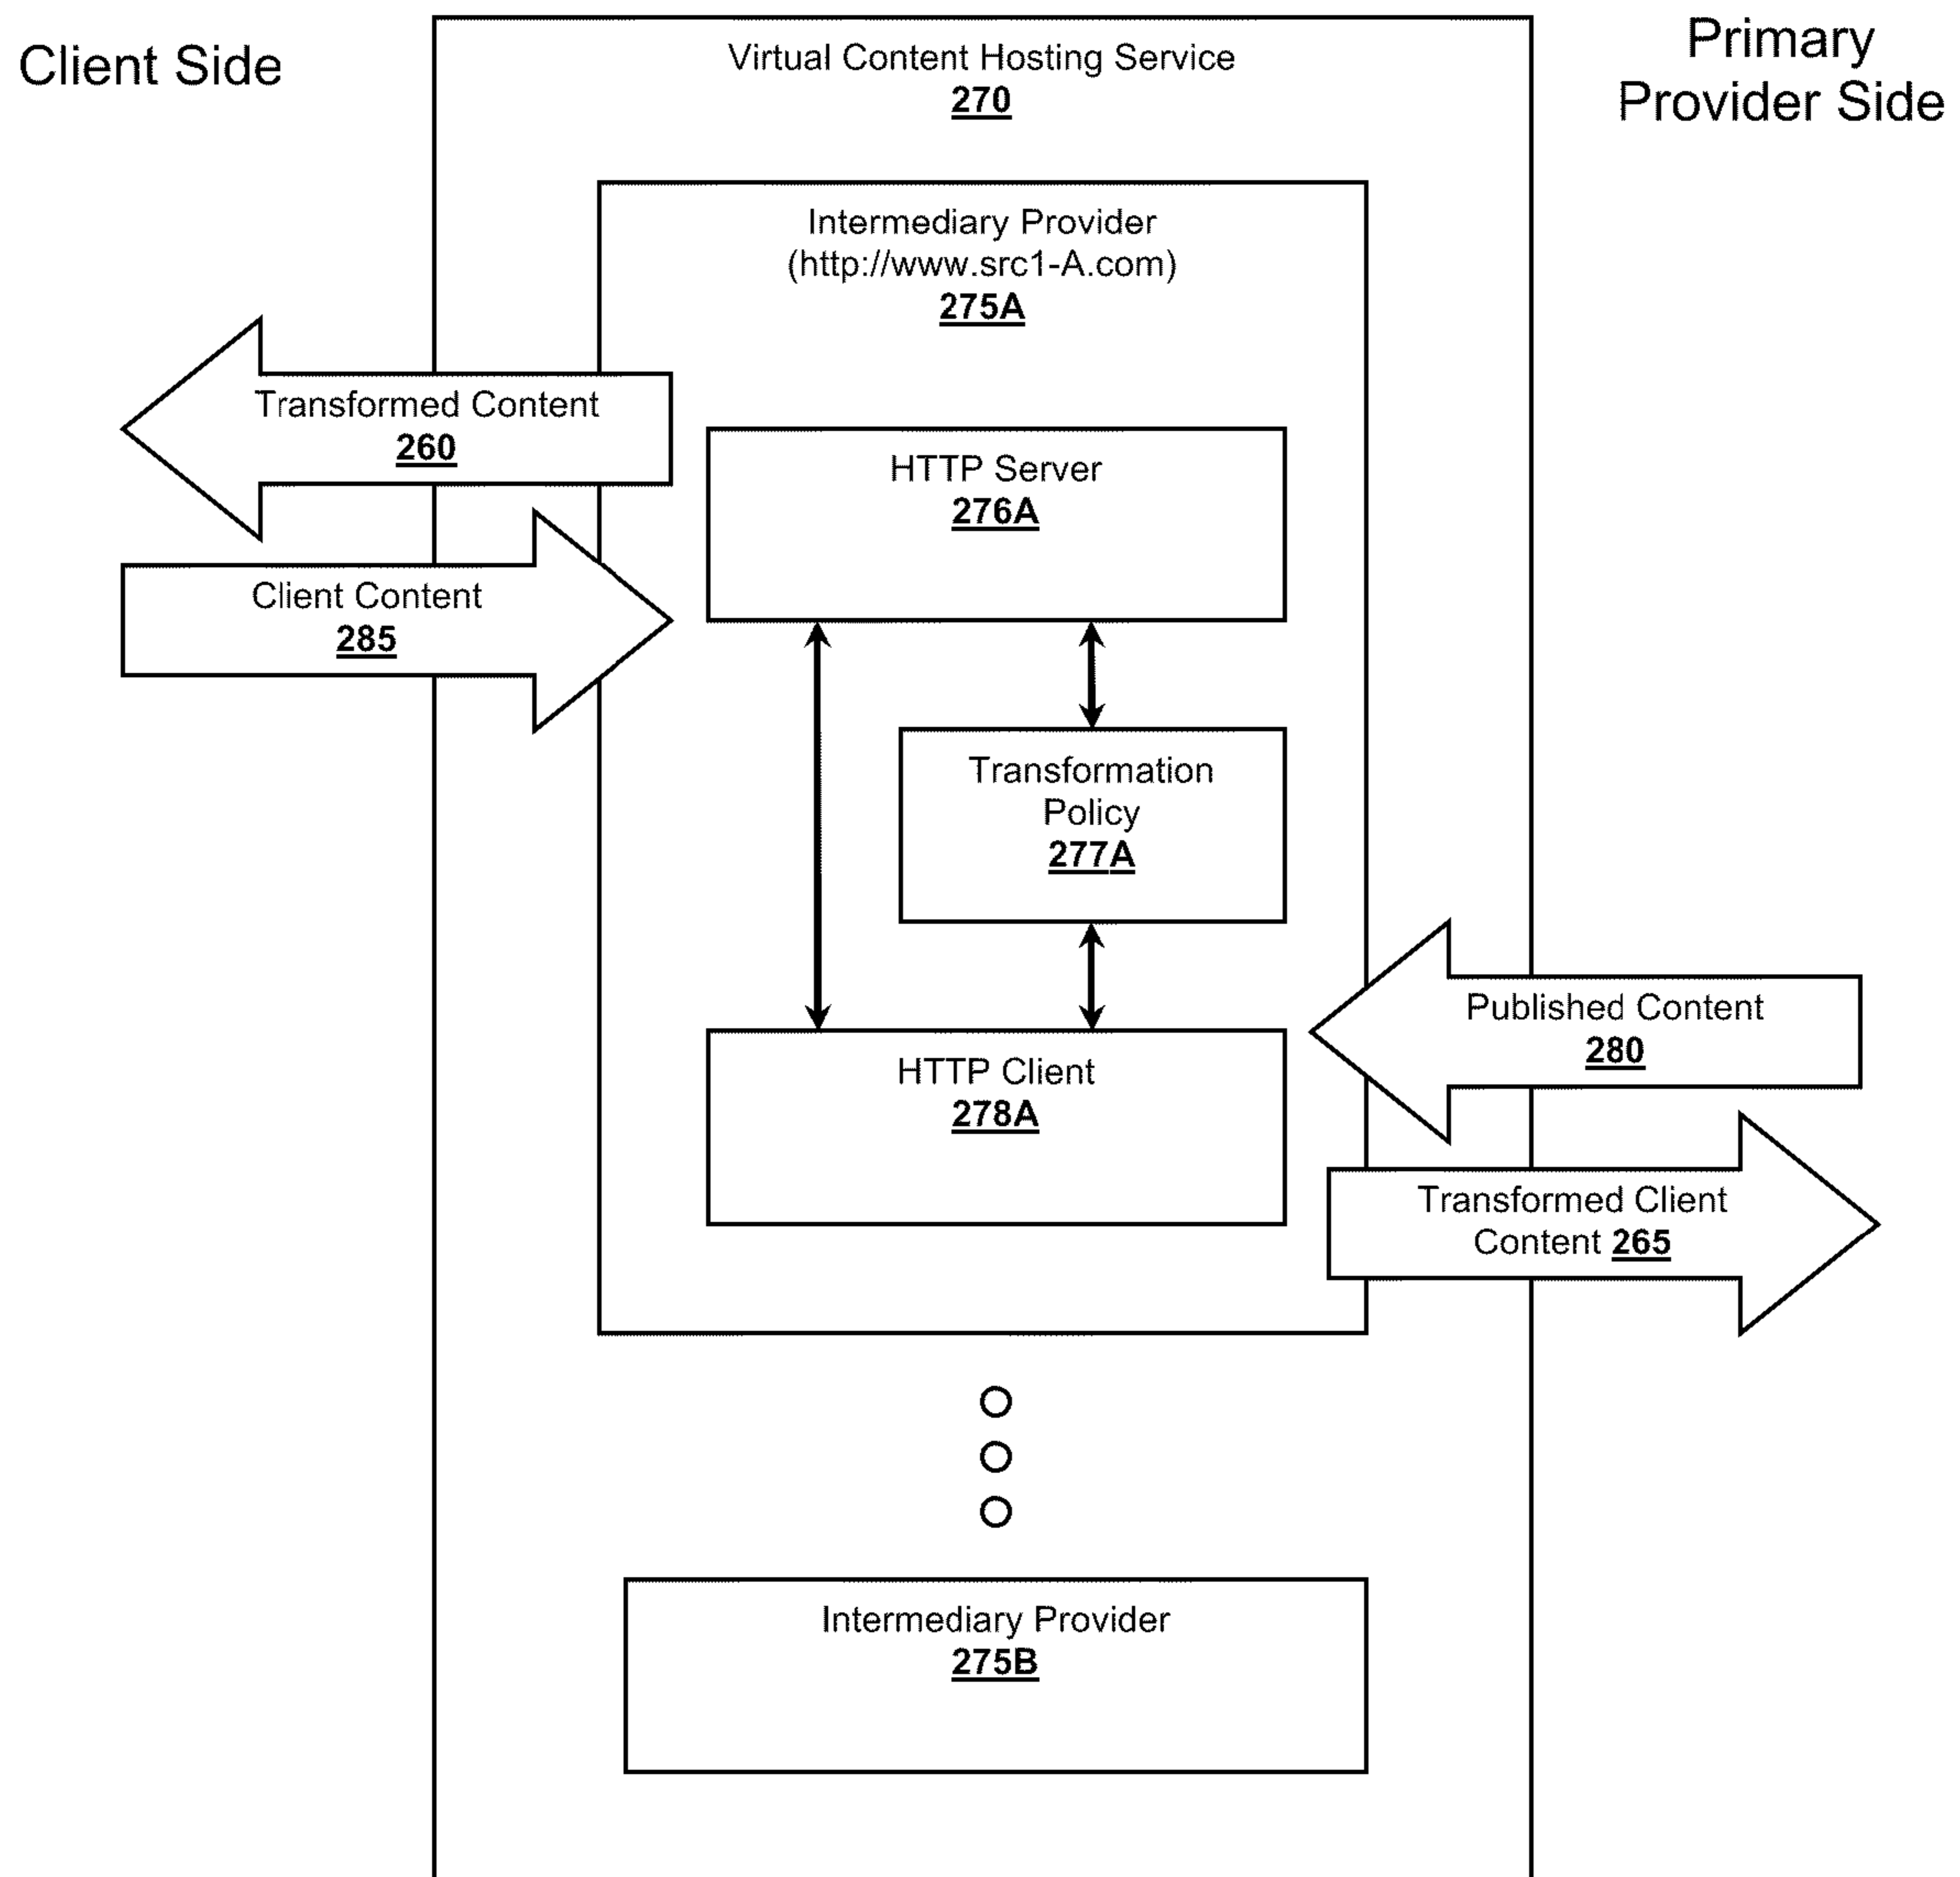 Client Side
Virtual Content Hosting Service
270
Primary
Provider Side
Intermediary Provider
(http://www.src1-A.com)
275A
Transformed Content
260
HTTP Server
276A
Client Content
285
Transformation
Policy
277A
Published Content
280
HTTP Client
278A
Transformed Client
Content 265
Intermediary Provider
275B